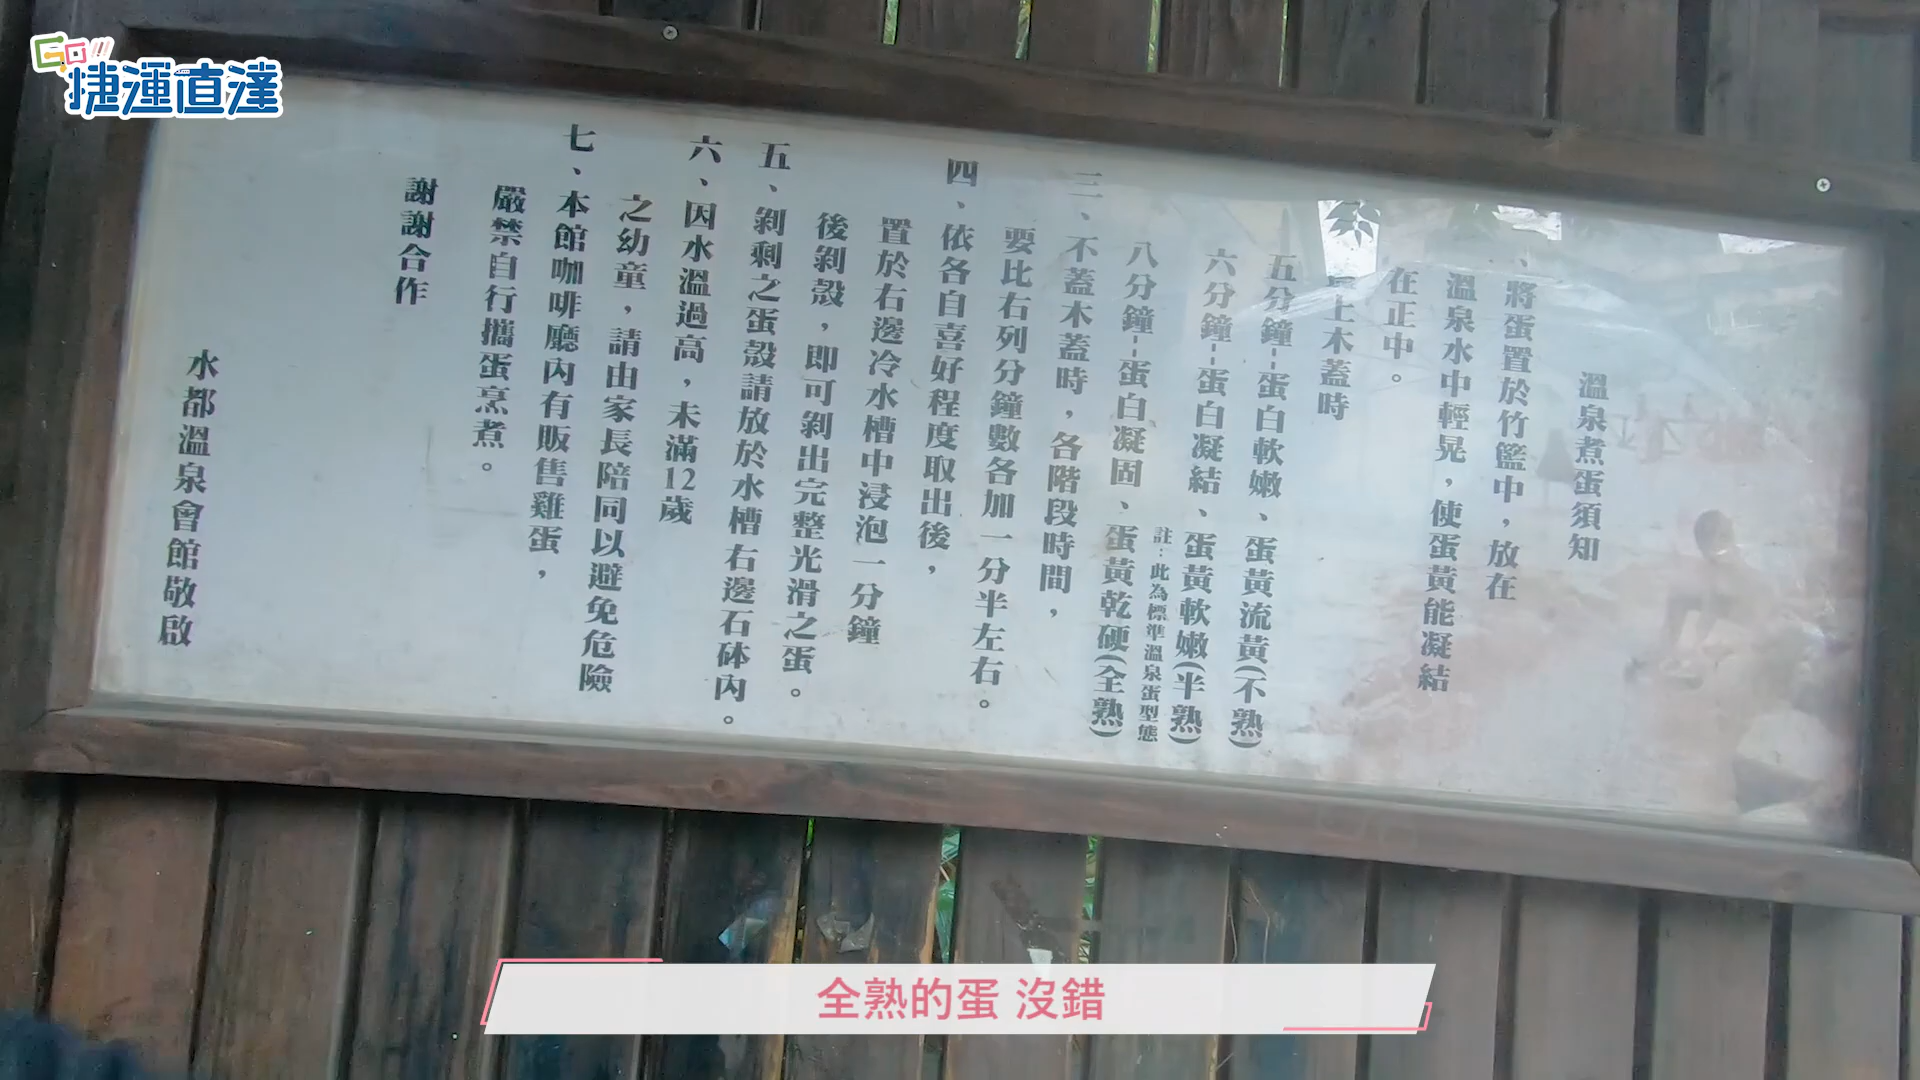 GO!!
捷運直達
溫泉煮蛋須知
、將蛋置於竹籃中，放在
溫泉水中輕晃，使蛋黃能凝結
在正中。
上木蓋時
五分鐘--蛋白軟嫩、蛋黃流黃(不熟)
六分鐘--蛋白凝結、蛋黃軟嫩(半熟)
註：此為標準溫泉蛋型態
八分鐘--蛋白凝固、蛋黃乾硬(全熟)
三、不蓋木蓋時，各階段時間，
要比右列分鐘數各加一分半左右。
四、依各自喜好程度取出後，
置於右邊冷水槽中浸泡一分鐘
後剝殼，即可剝出完整光滑之蛋。
五、剝剩之蛋殼請放於水槽右邊石砵內。
六、因水溫過高，未滿12歲
之幼童，請由家長陪同以避免危險
七、本館咖啡廳內有販售雞蛋，
嚴禁自行攜蛋烹煮。
謝謝合作
水都溫泉會館敬啟
全熟的蛋 沒錯